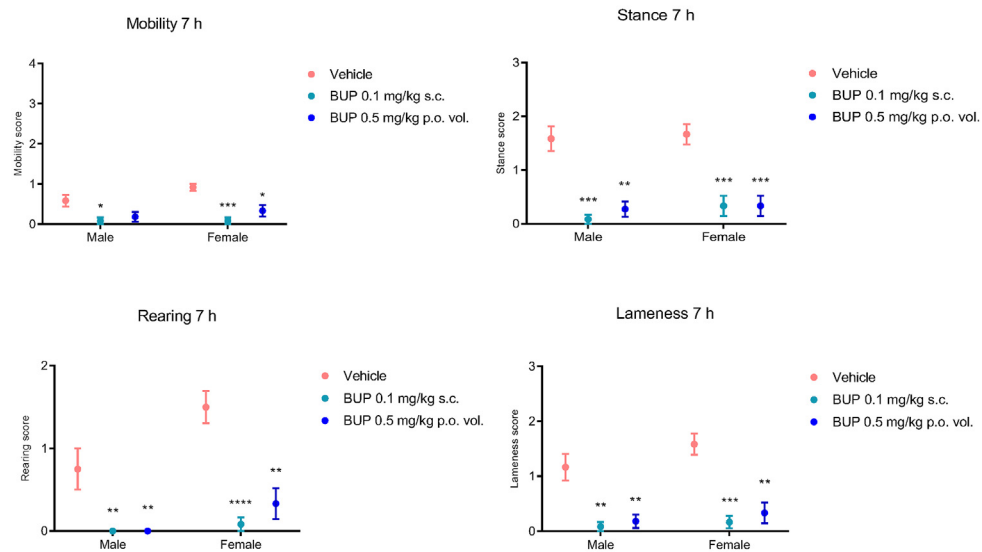 Mobility 7 h
4
3
2
1
0
Mobility score
* *** *
Male Female
Vehicle
BUP 0.1 mg/kg s.c.
BUP 0.5 mg/kg p.o. vol.
Stance 7 h
3
2
1
0
Stance score
*** ** *** ***
Male Female
Vehicle
BUP 0.1 mg/kg s.c.
BUP 0.5 mg/kg p.o. vol.
Rearing 7 h
2
1
0
Rearing score
** ** **** **
Male Female
Vehicle
BUP 0.1 mg/kg s.c.
BUP 0.5 mg/kg p.o. vol.
Lameness 7 h
3
2
1
0
Lameness score
** ** *** **
Male Female
Vehicle
BUP 0.1 mg/kg s.c.
BUP 0.5 mg/kg p.o. vol.